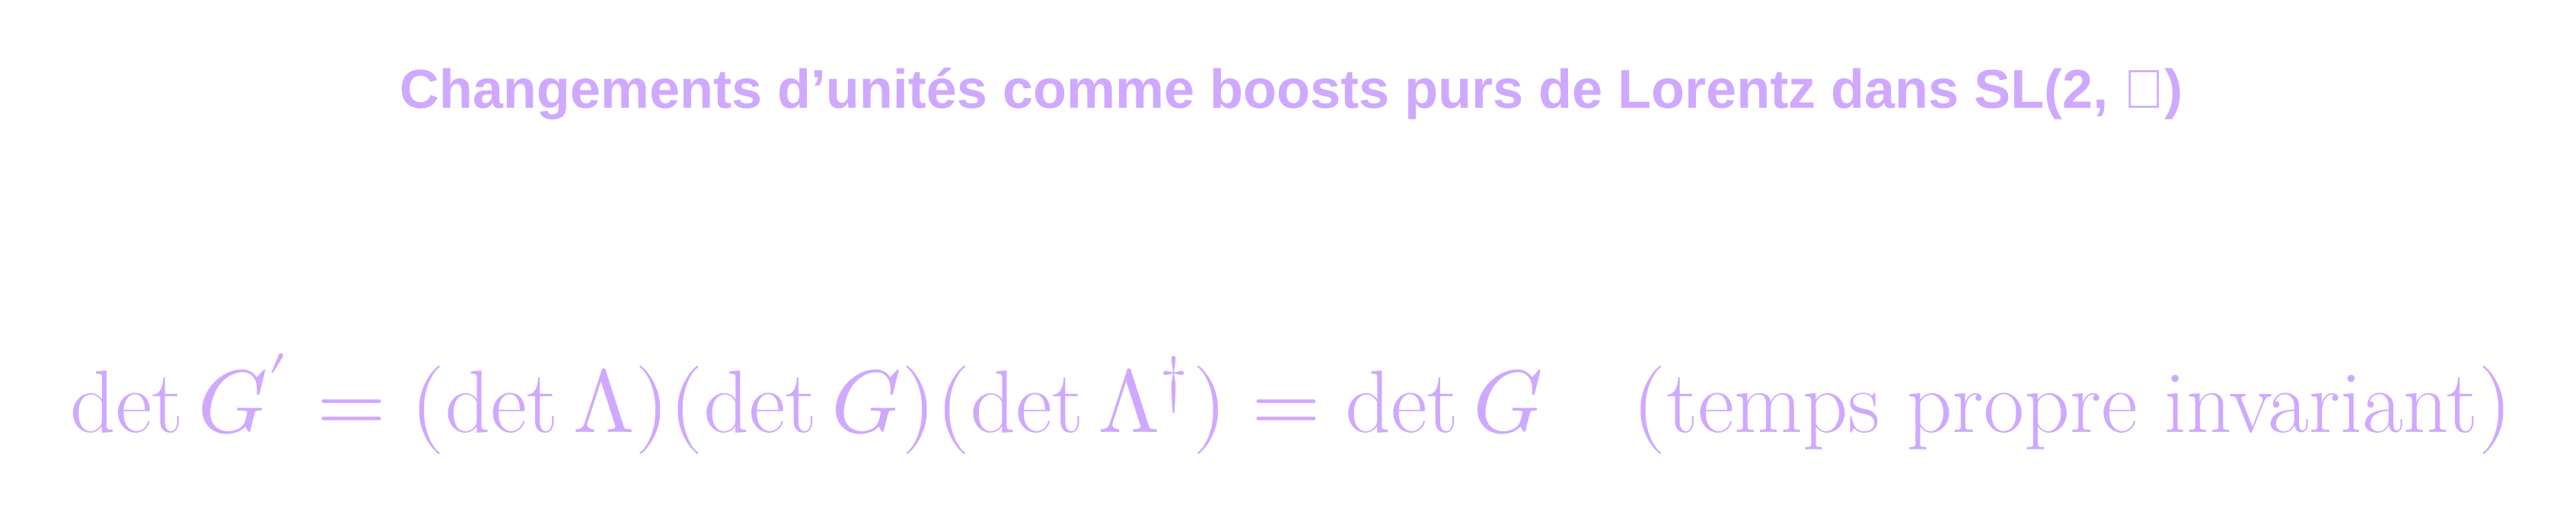 Changements d’unités comme boosts purs de Lorentz dans SL(2, □)
det G′ = (det Λ)(det G)(det Λ†) = det G (temps propre invariant)